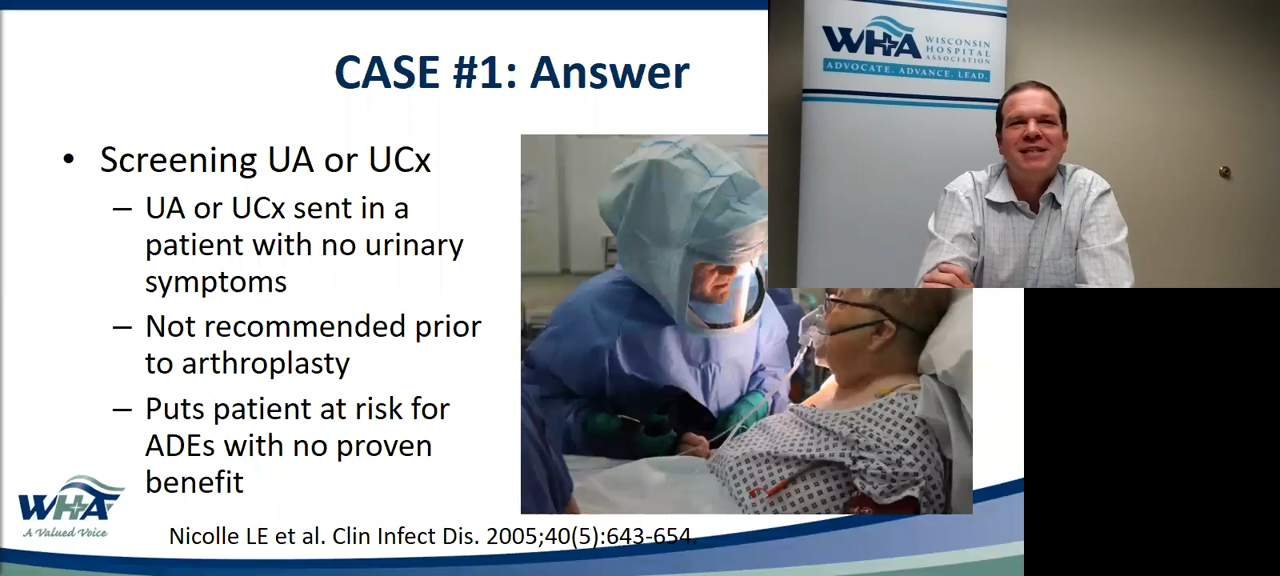 CASE #1: Answer
• Screening UA or UCx
– UA or UCx sent in a
patient with no urinary
symptoms
– Not recommended prior
to arthroplasty
– Puts patient at risk for
ADEs with no proven
benefit
Nicolle LE et al. Clin Infect Dis. 2005;40(5):643-654.
WHA
A Valued Voice
WHA
WISCONSIN
HOSPITAL
ASSOCIATION
ADVOCATE. ADVANCE. LEAD.